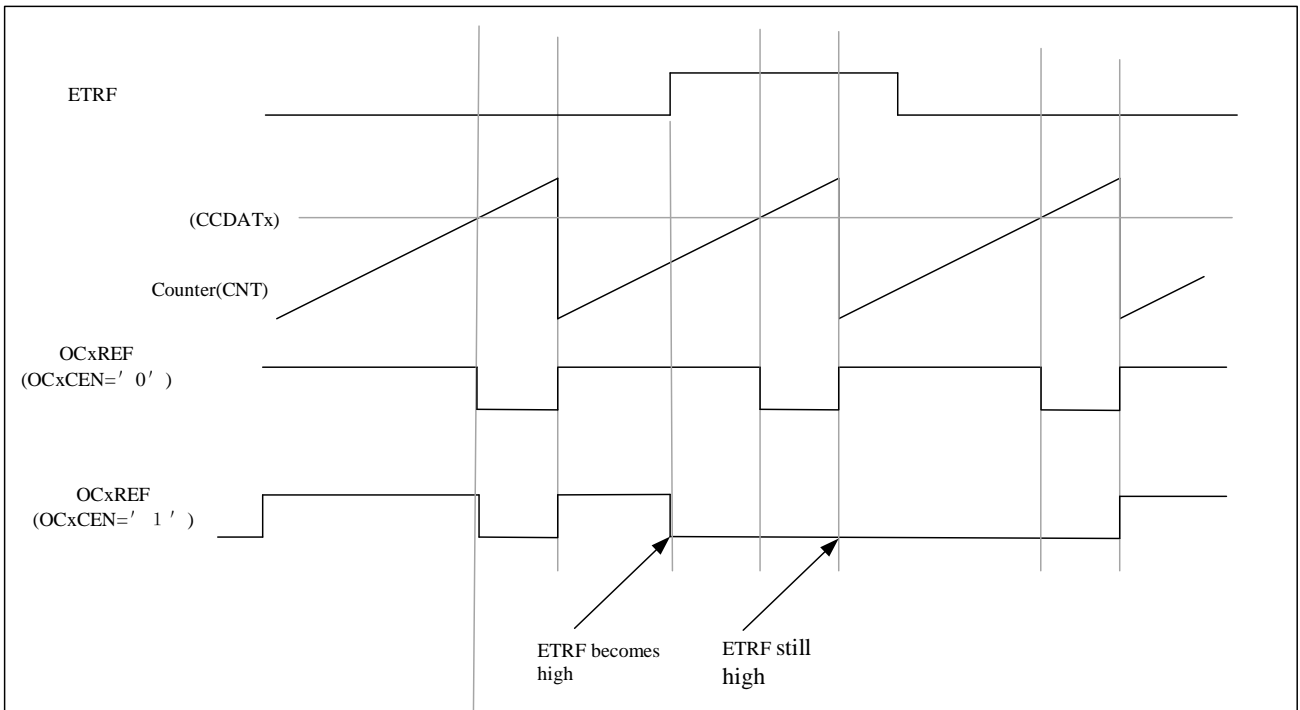 ETRF
(CCDATx)
Counter(CNT)
OCxREF
(OCxCEN=′ 0′ )
OCxREF
(OCxCEN=′ 1 ′ )
ETRF becomes
high
ETRF still
high